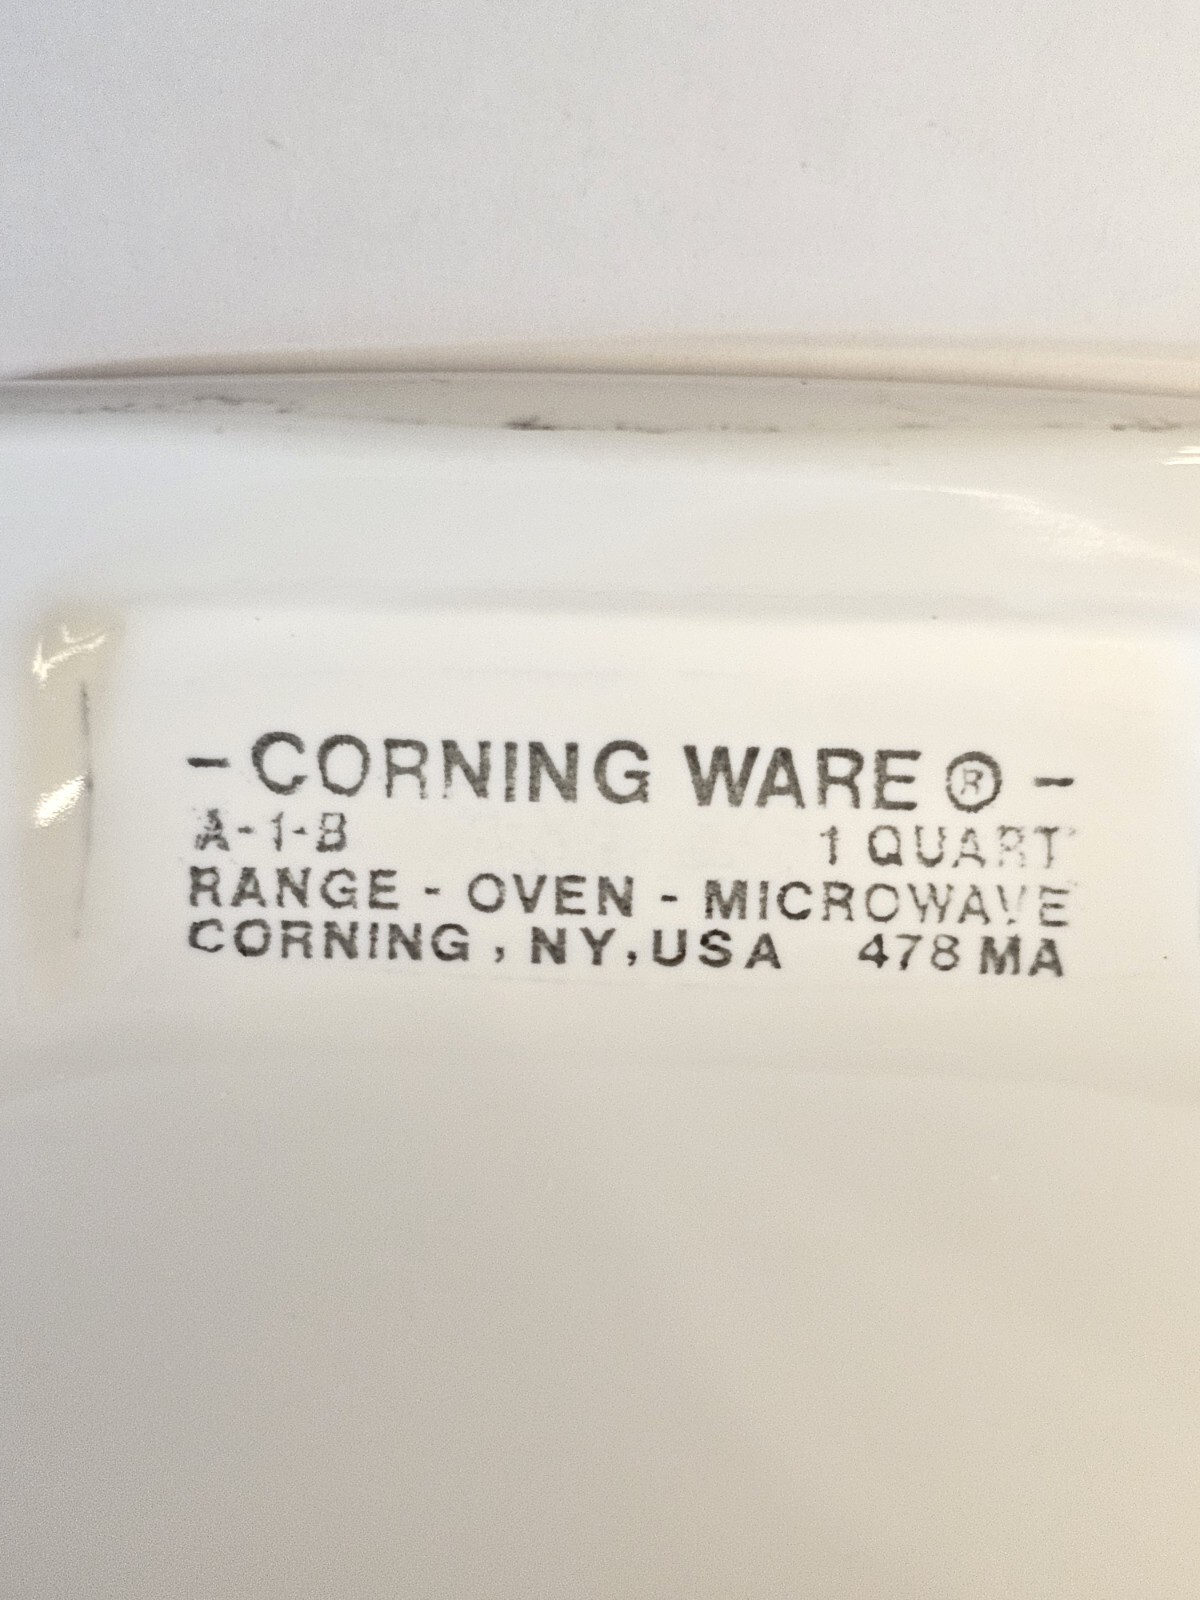 - CORNING WARE ® -
A-1-B 1 QUART
RANGE - OVEN - MICROWAVE
CORNING, NY, USA 478 MA